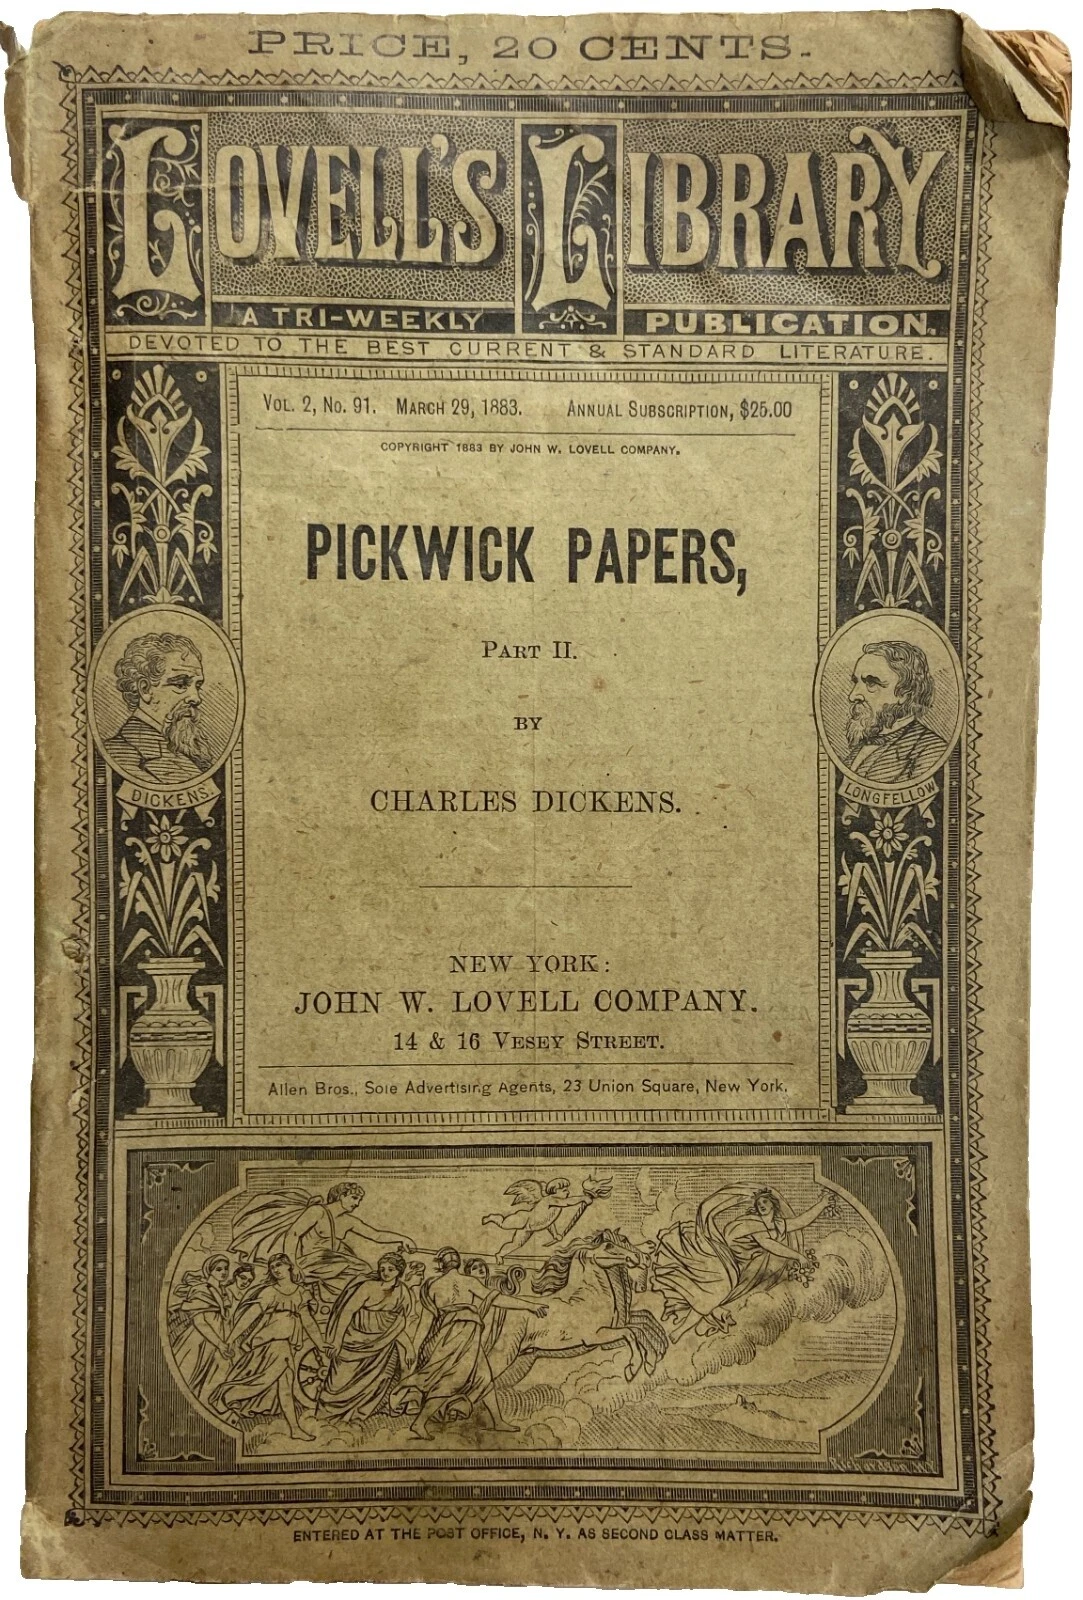 PRICE, 20 CENTS.
LOVELL'S LIBRARY
A TRI-WEEKLY PUBLICATION.
DEVOTED TO THE BEST CURRENT & STANDARD LITERATURE.
VOL. 2, No. 91. MARCH 29, 1883. ANNUAL SUBSCRIPTION, $25.00
COPYRIGHT 1883 BY JOHN W. LOVELL COMPANY.
PICKWICK PAPERS,
PART II.
BY
CHARLES DICKENS.
DICKENS.
LONGFELLOW
NEW YORK:
JOHN W. LOVELL COMPANY.
14 & 16 VESEY STREET.
Allen Bros., Sole Advertising Agents, 23 Union Square, New York.
ENTERED AT THE POST OFFICE, N. Y. AS SECOND CLASS MATTER.